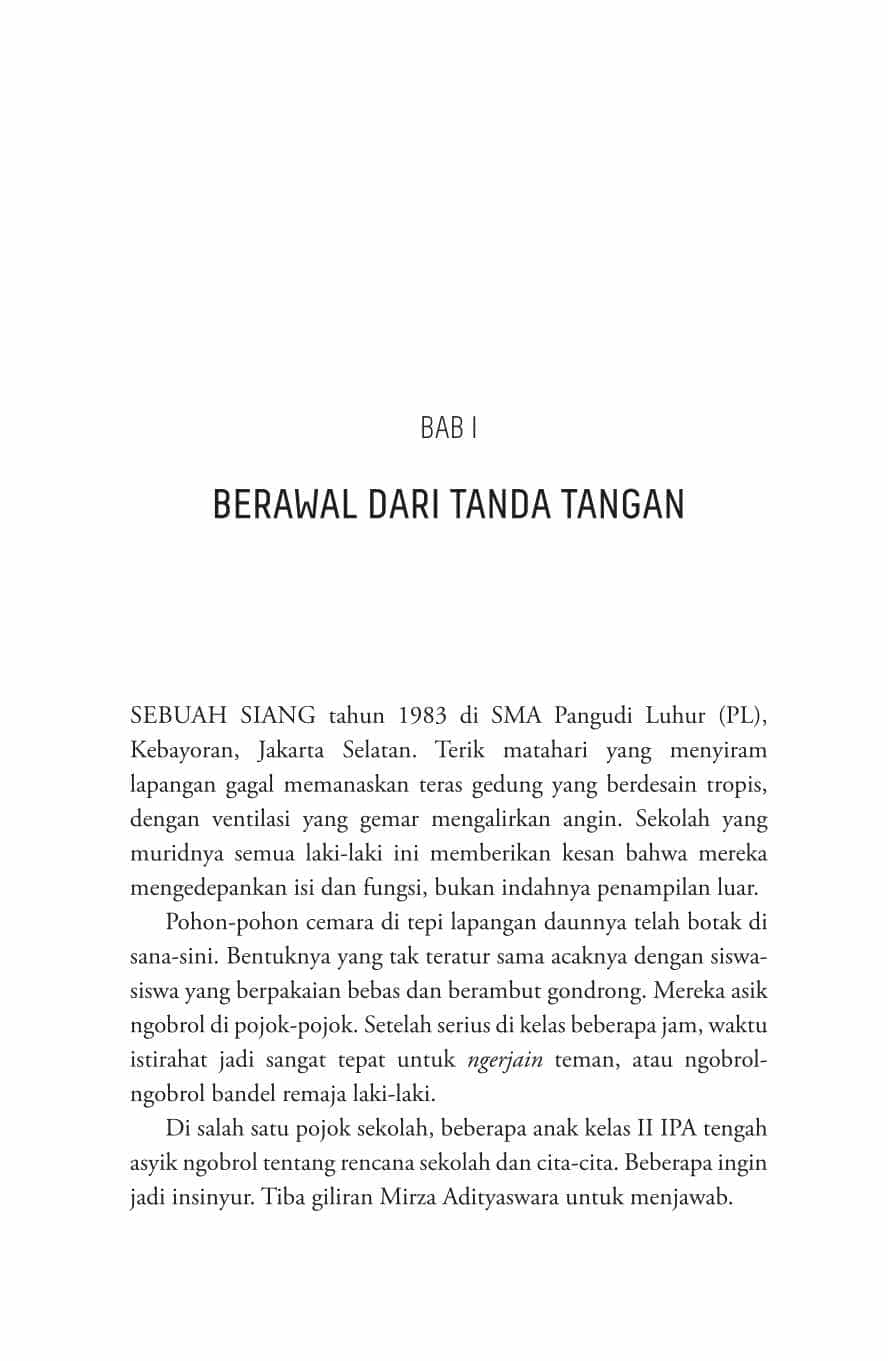 BAB I
BERAWAL DARI TANDA TANGAN
SEBUAH SIANG tahun 1983 di SMA Pangudi Luhur (PL),
Kebayoran, Jakarta Selatan. Terik matahari yang menyiram
lapangan gagal memanaskan teras gedung yang berdesain tropis,
dengan ventilasi yang gemar mengalirkan angin. Sekolah yang
muridnya semua laki-laki ini memberikan kesan bahwa mereka
mengedepankan isi dan fungsi, bukan indahnya penampilan luar.
Pohon-pohon cemara di tepi lapangan daunnya telah botak di
sana-sini. Bentuknya yang tak teratur sama acaknya dengan siswa-
siswa yang berpakaian bebas dan berambut gondrong. Mereka asik
ngobrol di pojok-pojok. Setelah serius di kelas beberapa jam, waktu
istirahat jadi sangat tepat untuk ngerjain teman, atau ngobrol-
ngobrol bandel remaja laki-laki.
Di salah satu pojok sekolah, beberapa anak kelas II IPA tengah
asyik ngobrol tentang rencana sekolah dan cita-cita. Beberapa ingin
jadi insinyur. Tiba giliran Mirza Adityaswara untuk menjawab.